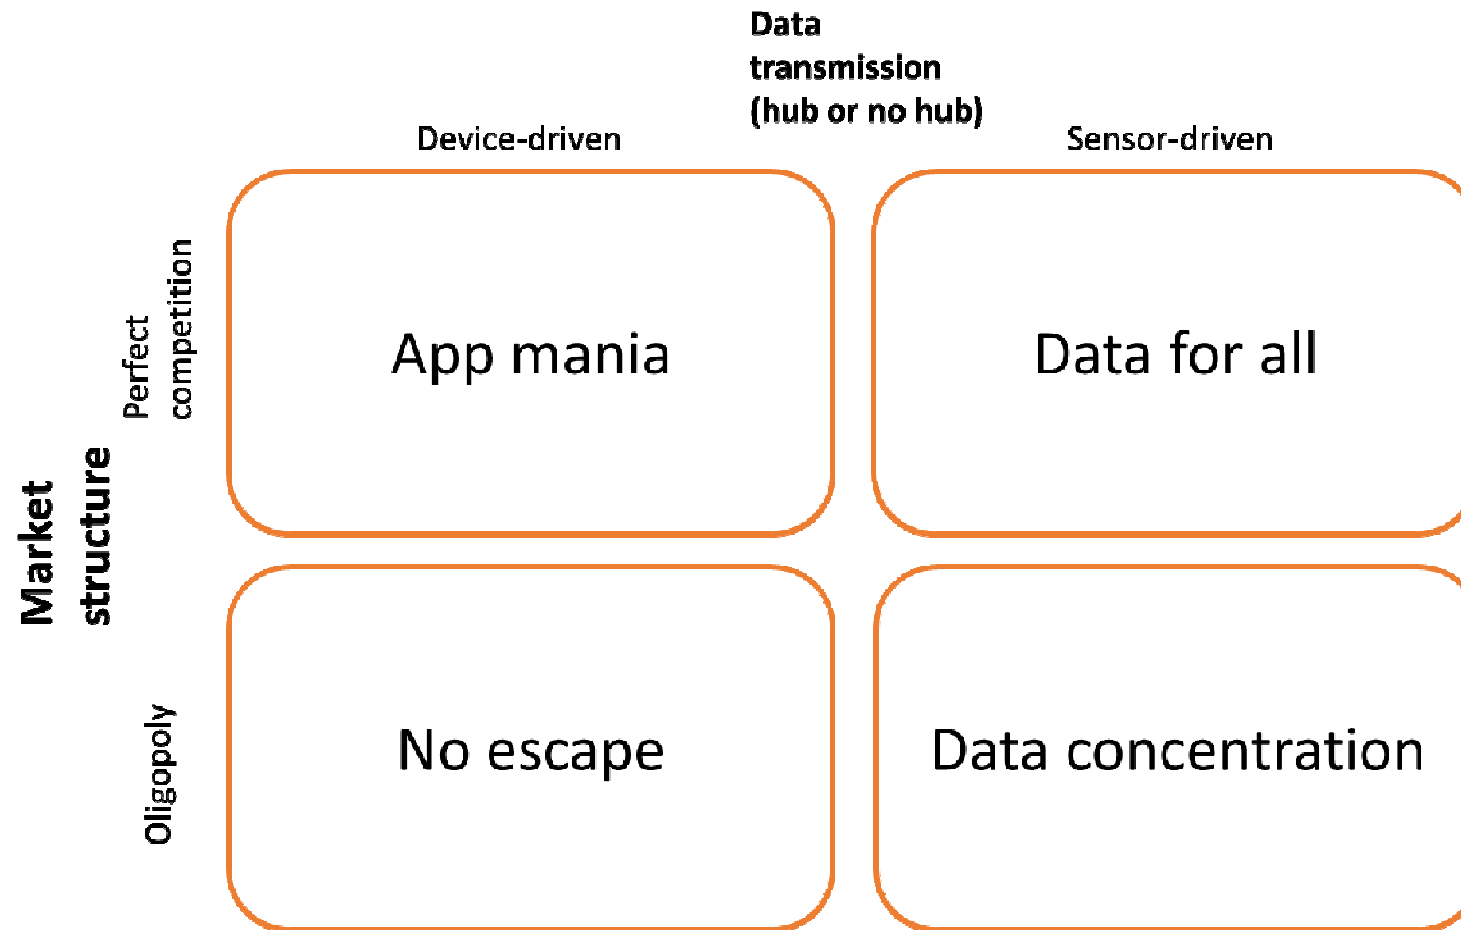 Data
transmission
(hub or no hub)
Device-driven
Sensor-driven
Perfect
competition
App mania
Data for all
Market
structure
Oligopoly
No escape
Data concentration